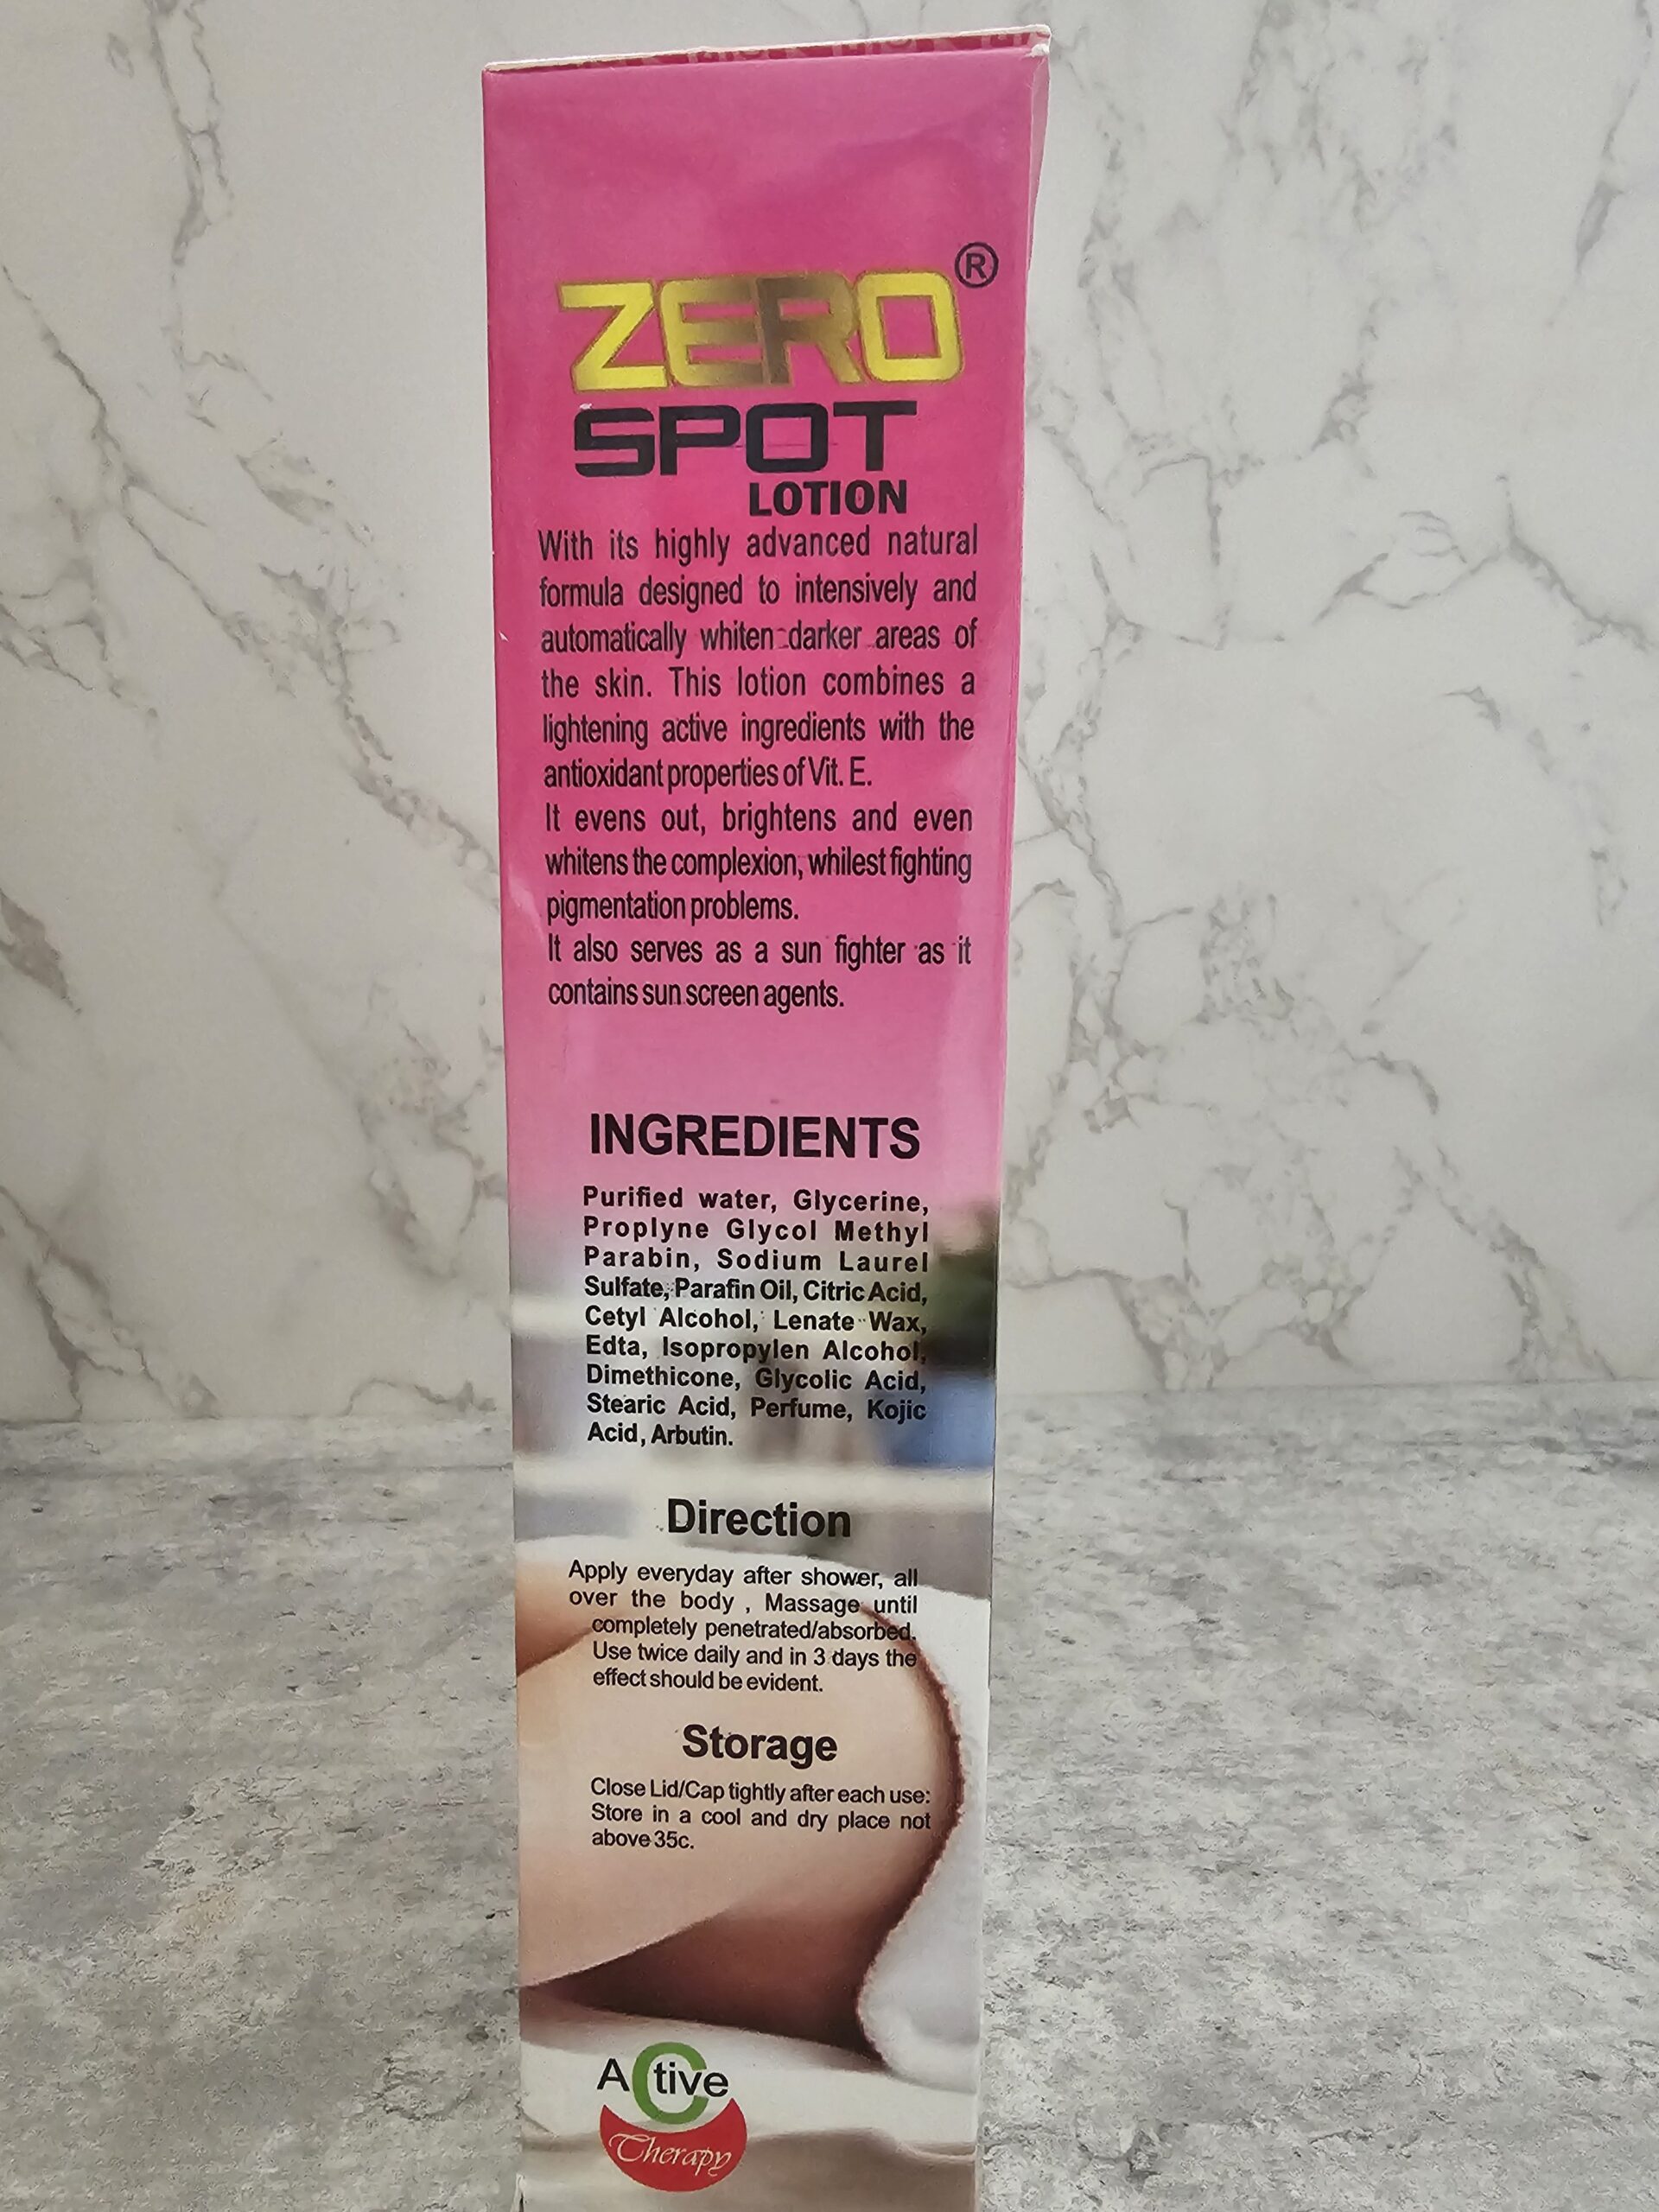 ZERO®
SPOT
LOTION
With its highly advanced natural
formula designed to intensively and
automatically whiten darker areas of
the skin. This lotion combines a
lightening active ingredients with the
antioxidant properties of Vit. E.
It evens out, brightens and even
whitens the complexion, whilest fighting
pigmentation problems.
It also serves as a sun fighter as it
contains sun screen agents.
INGREDIENTS
Purified water, Glycerine,
Proplyne Glycol Methyl
Parabin, Sodium Laurel
Sulfate, Parafin Oil, Citric Acid,
Cetyl Alcohol, Lenate Wax,
Edta, Isopropylen Alcohol,
Dimethicone, Glycolic Acid,
Stearic Acid, Perfume, Kojic
Acid, Arbutin.
Direction
Apply everyday after shower, all
over the body , Massage until
completely penetrated/absorbed.
Use twice daily and in 3 days the
effect should be evident.
Storage
Close Lid/Cap tightly after each use:
Store in a cool and dry place not
above 35c.
Active
Therapy